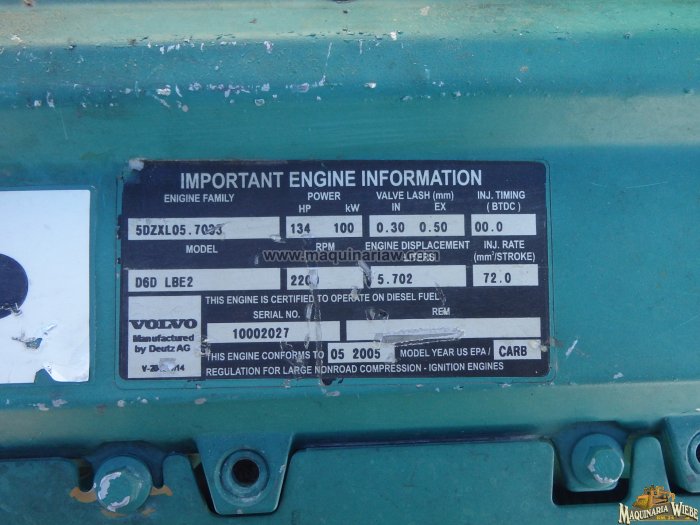 IMPORTANT ENGINE INFORMATION
ENIGINE FAMILY POWER VALVE LASH (mm) INJ. TIMING
HP kW IN EX (BTDC)
134 100 0.30 0.50 00.0
MODEL RPM ENGINE DISPLACEMENT INJ. RATE
www.maquinariaw.com
LITERS (mm³/STROKE)
D6D LBE2 5.702 72.0
THIS ENGINE IS CERTIFIED TO OPERATE ON DIESEL FUEL
SERIAL NO. REM
VOLVO 10002027
Manufactured
by Deutz AG
THIS ENGINE CONFORMS TO 05 2005 MODEL YEAR US EPA / CARB
REGULATION FOR LARGE NONROAD COMPRESSION - IGNITION ENGINES
MAQUINARIA WIEBE